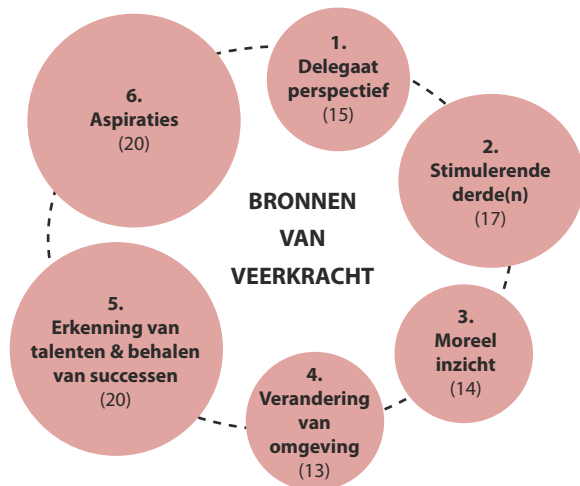 1.
Delegaat
perspectief
(15)
2.
Stimulerende
derde(n)
(17)
3.
Moreel
inzicht
(14)
4.
Verandering
van
omgeving
(13)
5.
Erkenning van
talenten & behalen
van successen
(20)
6.
Aspiraties
(20)
BRONNEN
VAN
VEERKRACHT